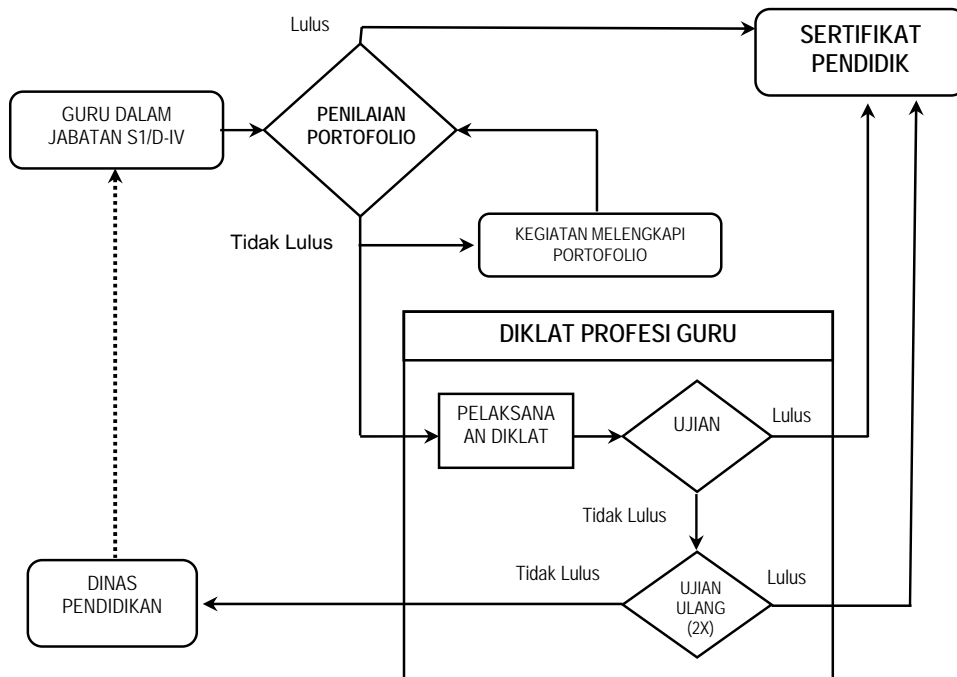 Lulus
SERTIFIKAT
PENDIDIK
GURU DALAM
JABATAN S1/D-IV
PENILAIAN
PORTOFOLIO
Tidak Lulus
KEGIATAN MELENGKAPI
PORTOFOLIO
DIKLAT PROFESI GURU
PELAKSANA
AN DIKLAT
UJIAN
Lulus
Tidak Lulus
DINAS
PENDIDIKAN
Tidak Lulus
UJIAN
ULANG
(2X)
Lulus